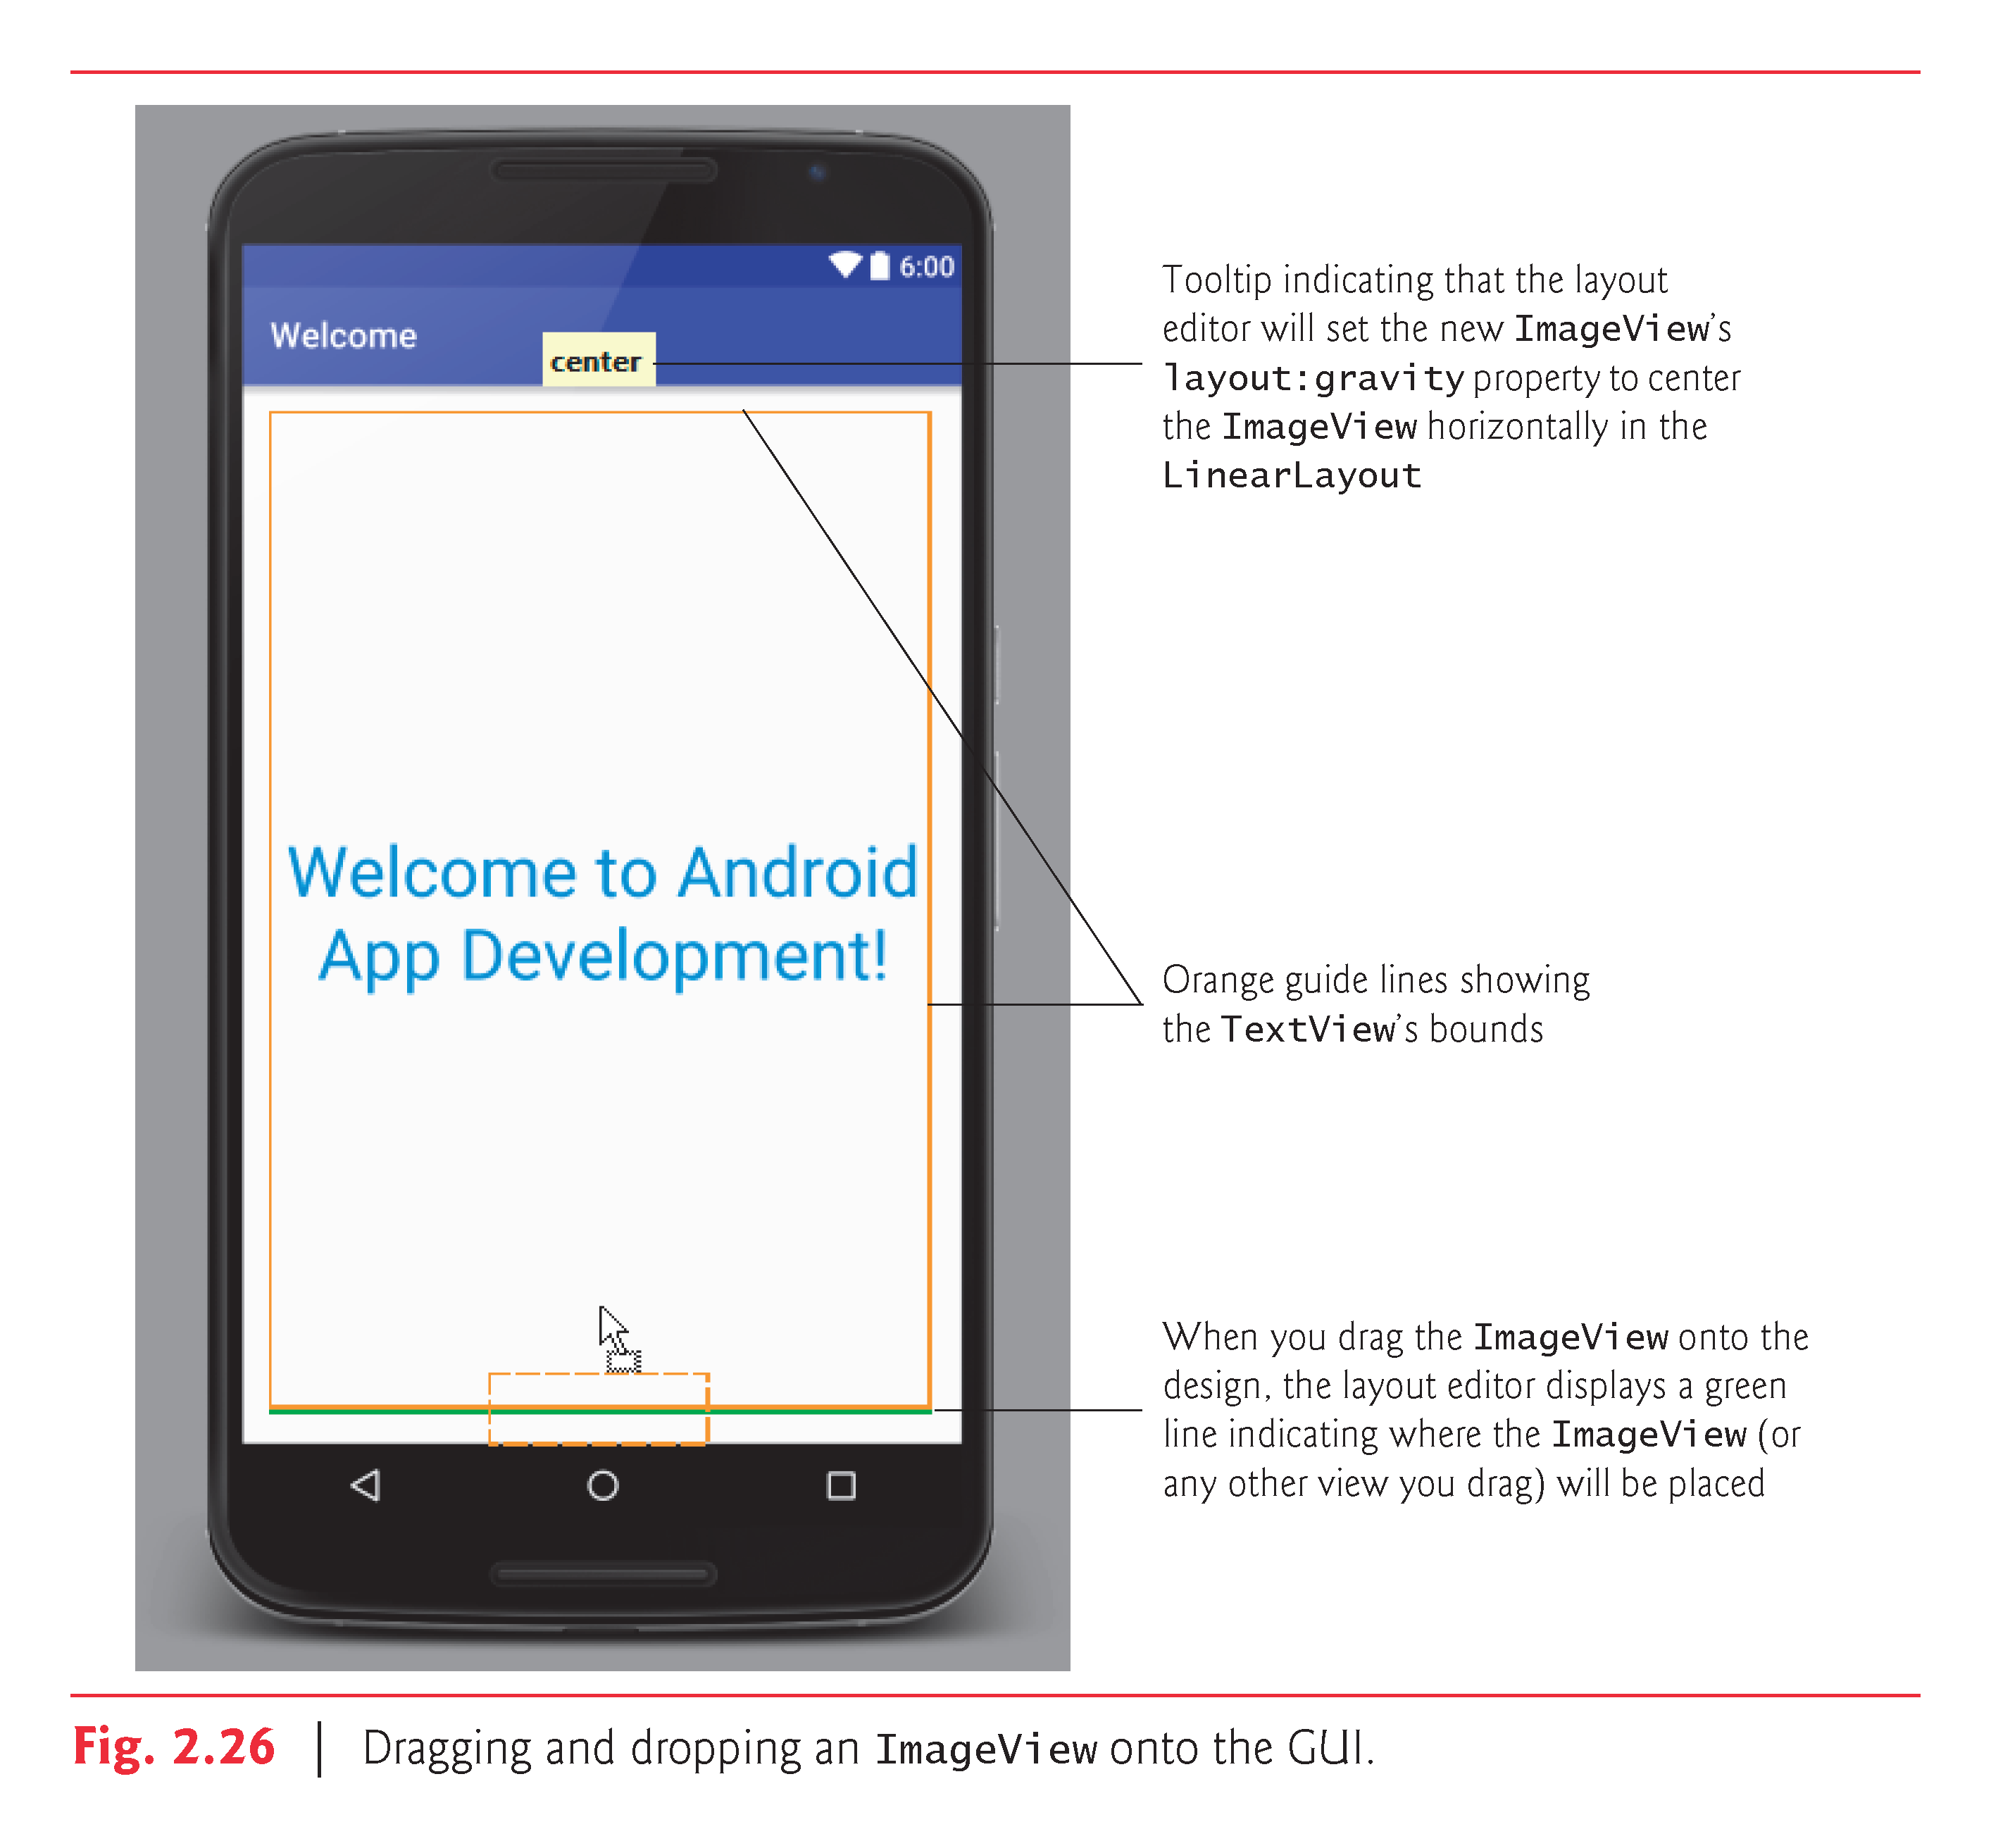 6:00
Welcome
center
Welcome to Android
App Development!
Tooltip indicating that the layout
editor will set the new ImageView’s
layout:gravity property to center
the ImageView horizontally in the
LinearLayout
Orange guide lines showing
the TextView’s bounds
When you drag the ImageView onto the
design, the layout editor displays a green
line indicating where the ImageView (or
any other view you drag) will be placed
Fig. 2.26 | Dragging and dropping an ImageView onto the GUI.